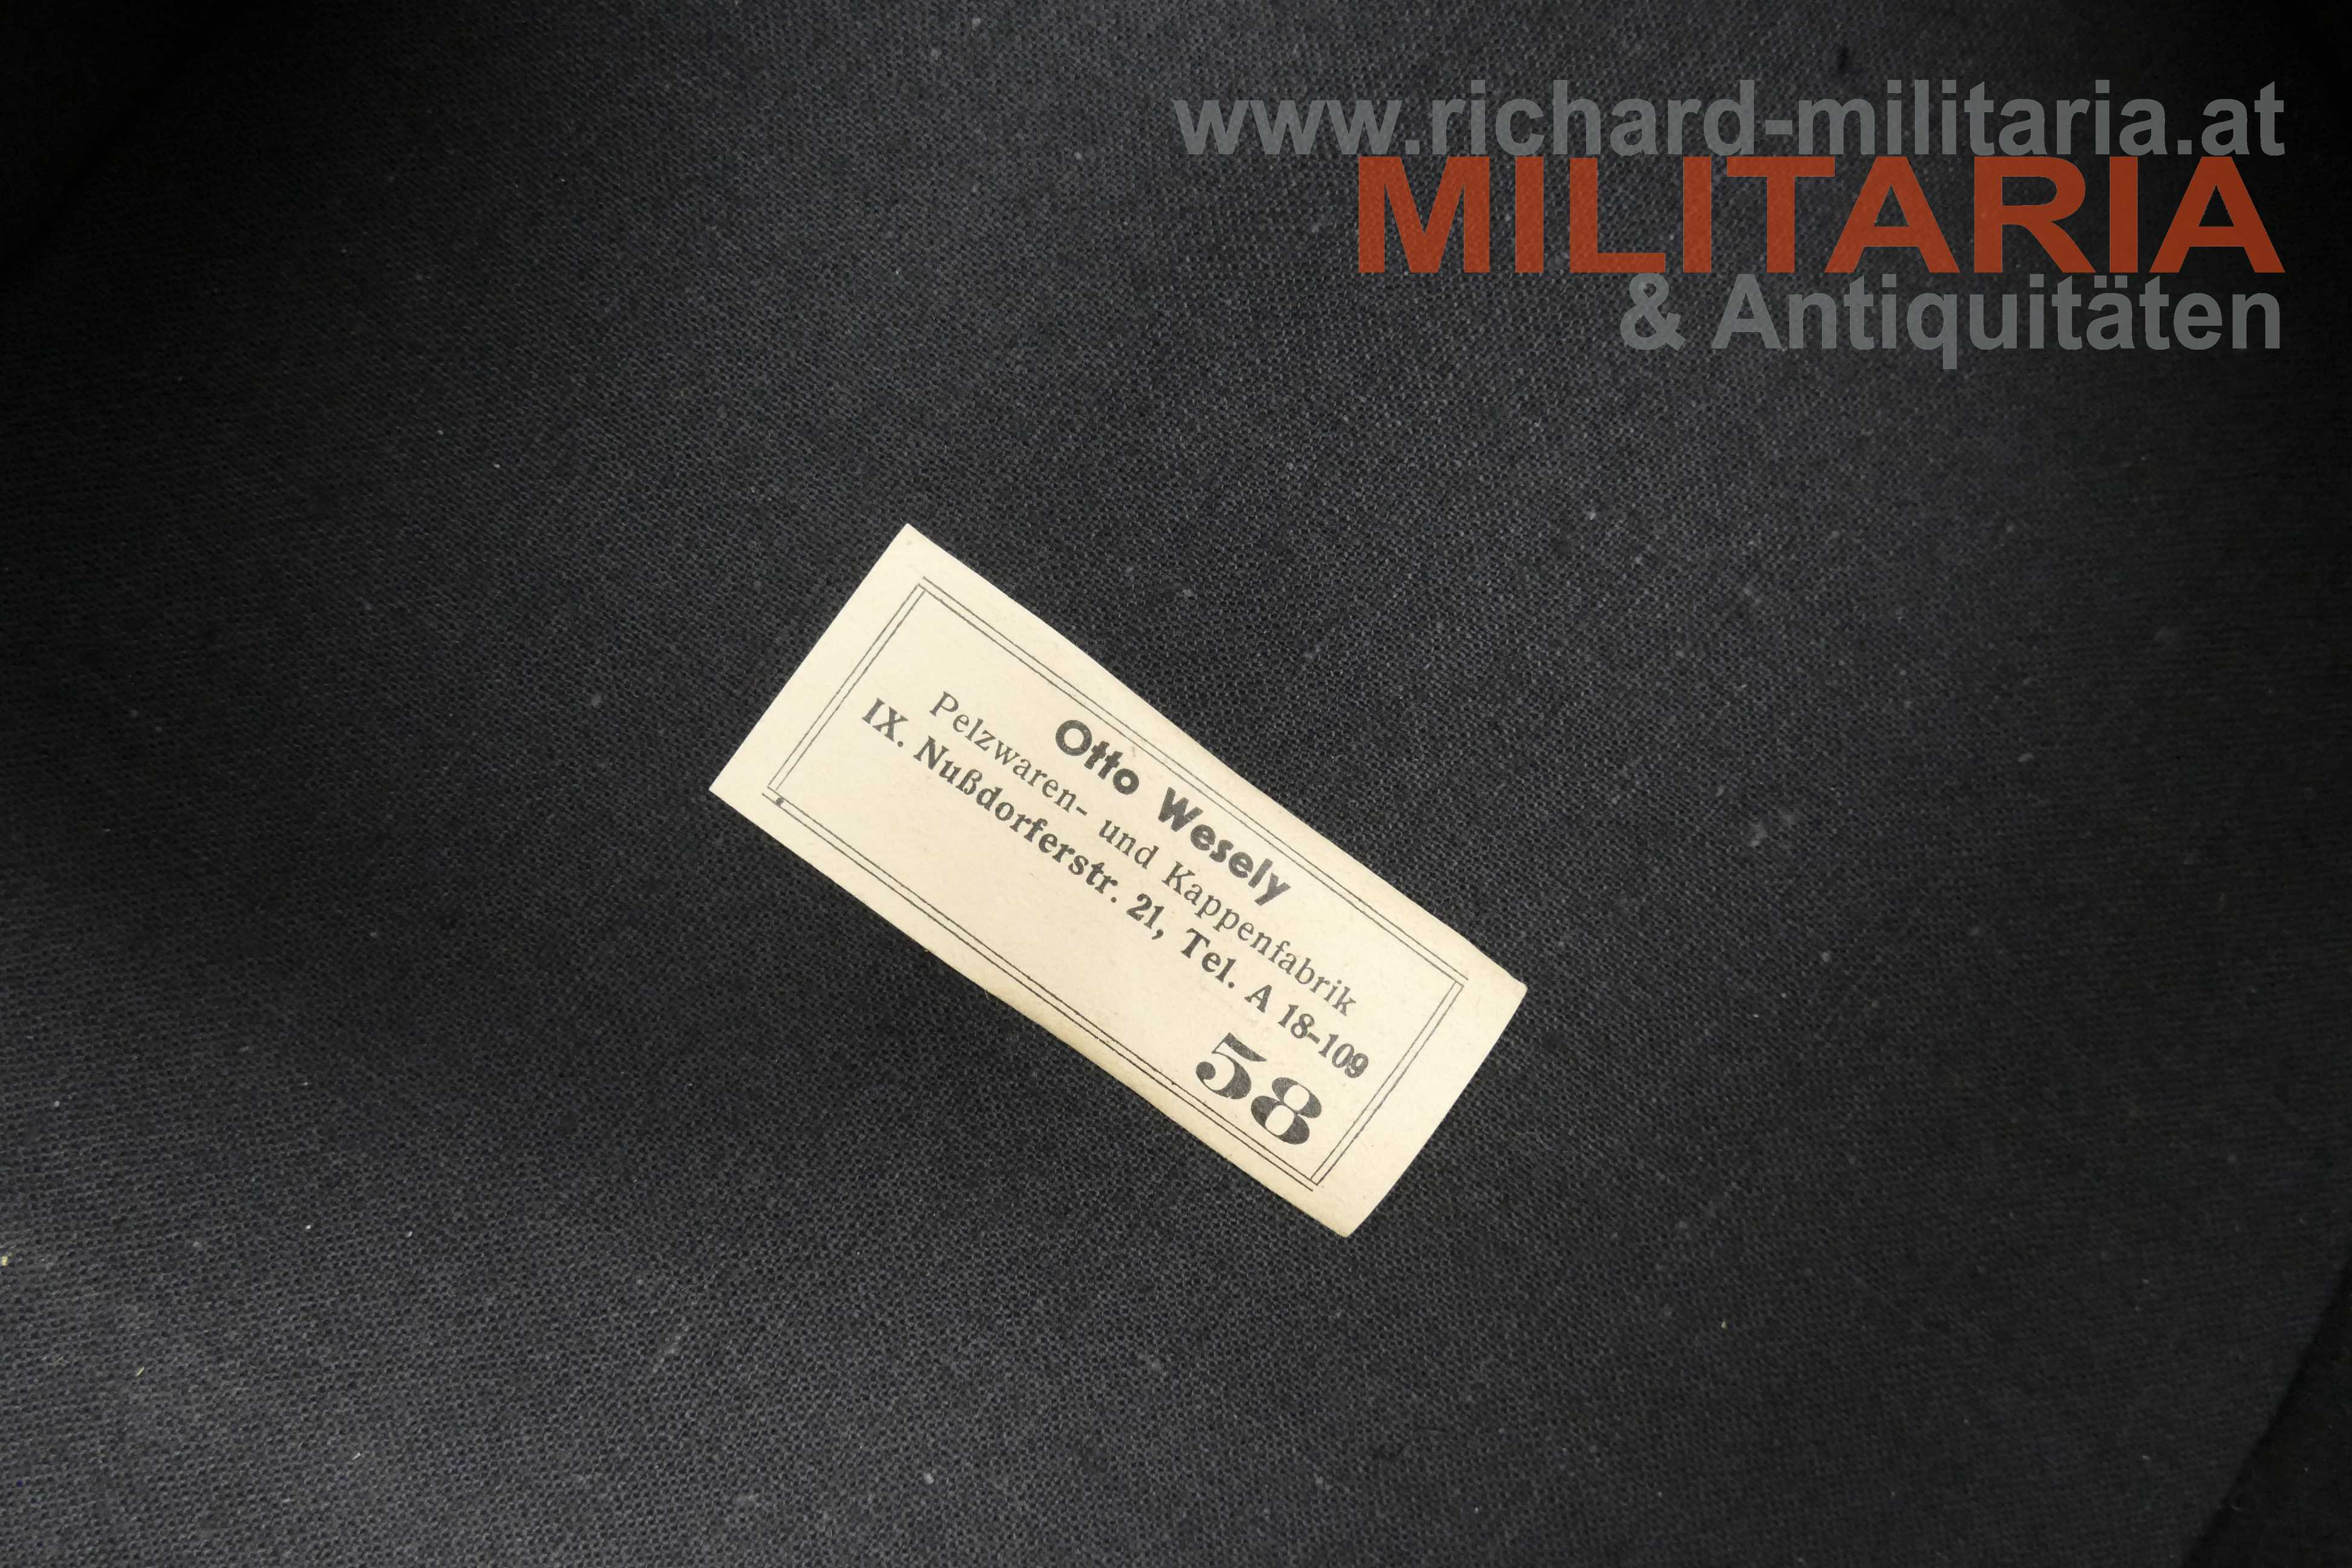 www.richard-militaria.at
MILITARIA
& Antiquitäten
Otto Wesely
Pelzwaren- und Kappenfabrik
IX. Nußdorferstr. 21, Tel. A 18-109
58